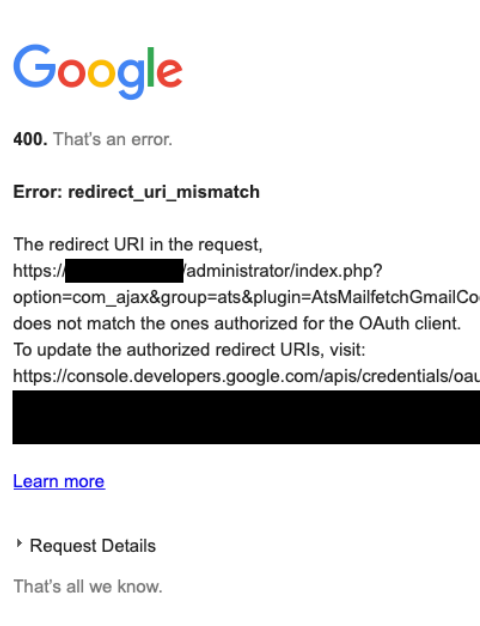 Google
400. That's an error.
Error: redirect_uri_mismatch
The redirect URI in the request,
https:// /administrator/index.php?
option=com_ajax&group=ats&plugin=AtsMailfetchGmailCo
does not match the ones authorized for the OAuth client.
To update the authorized redirect URIs, visit:
https://console.developers.google.com/apis/credentials/oau
Learn more
Request Details
That's all we know.